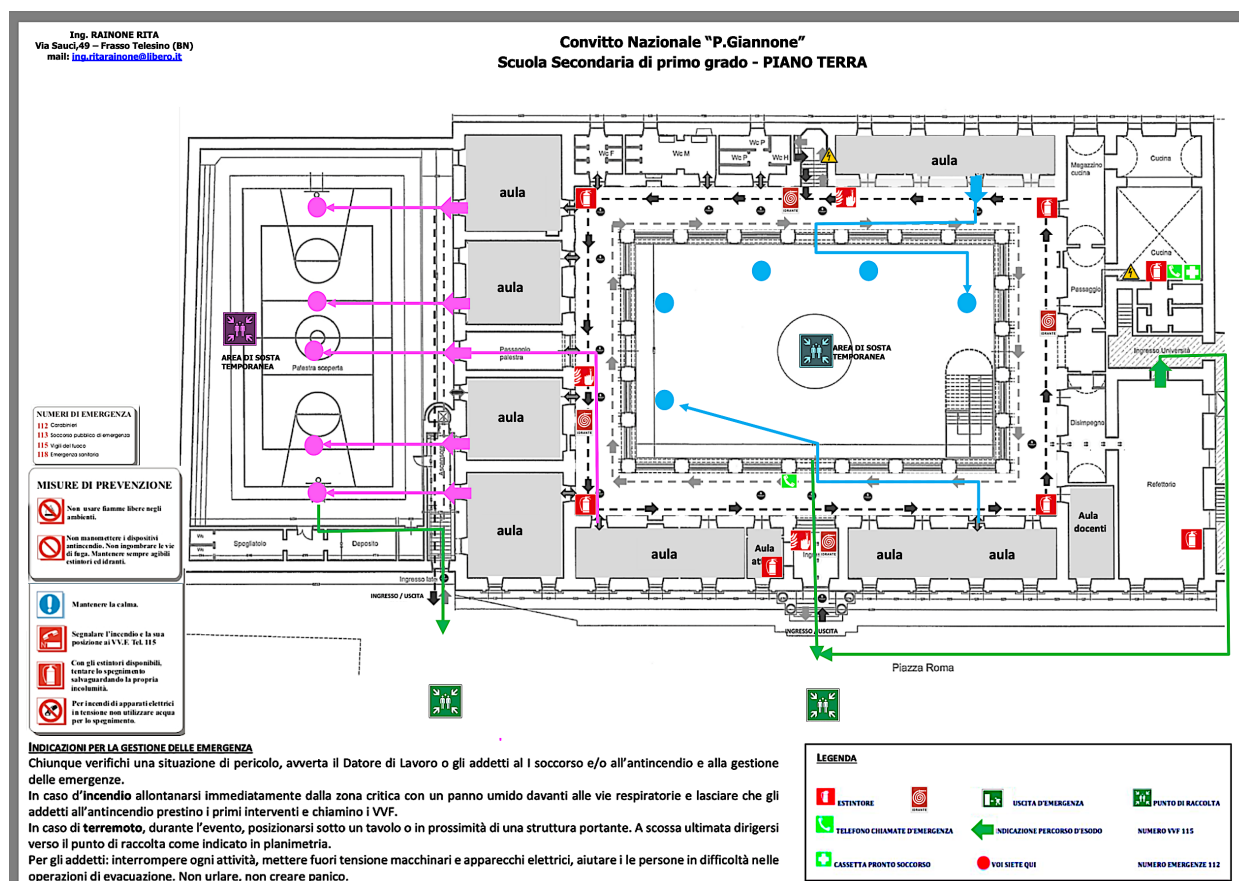 Ing. RAINONE RITA
Via Sauci,49 – Frasso Telesino (BN)
mail: ing.ritarainone@libero.it
Convitto Nazionale “P.Giannone”
Scuola Secondaria di primo grado - PIANO TERRA
Wc F
Wc M
Wc P
Wc P
Wc H
aula
aula
Magazzino
cucina
Cucina
IDRANTE
Cucina
aula
Passaggio
IDRANTE
AREA DI SOSTA
TEMPORANEA
Palestra scoperta
Passaggio
palestra
AREA DI SOSTA
TEMPORANEA
Ingresso Università
NUMERI DI EMERGENZA
112 Carabinieri
113 Soccorso pubblico di emergenza
115 Vigili del fuoco
118 Emergenza sanitaria
aula
IDRANTE
Disimpegno
MISURE DI PREVENZIONE
Non usare fiamme libere negli
ambienti.
Non manomettere i dispositivi
antincendio. Non ingombrare le vie
di fuga. Mantenere sempre agibili
estintori ed idranti.
Refettorio
aula
Aula
docenti
Wc
Wc
Spogliatoio
Deposito
aula
Aula
IDRANTE
aula
aula
Ingresso
INGRESSO / USCITA
INGRESSO / USCITA
Piazza Roma
Mantenere la calma.
Segnalare l'incendio e la sua
posizione ai VV.F. Tel. 115
Con gli estintori disponibili,
tentare lo spegnimento
salvaguardando la propria
incolumità.
Per incendi di apparati elettrici
in tensione non utilizzare acqua
per lo spegnimento.
INDICAZIONI PER LA GESTIONE DELLE EMERGENZA
Chiunque verifichi una situazione di pericolo, avverta il Datore di Lavoro o gli addetti al I soccorso e/o all’antincendio e alla gestione
delle emergenze.
In caso d’incendio allontanarsi immediatamente dalla zona critica con un panno umido davanti alle vie respiratorie e lasciare che gli
addetti all’antincendio prestino i primi interventi e chiamino i VVF.
In caso di terremoto, durante l’evento, posizionarsi sotto un tavolo o in prossimità di una struttura portante. A scossa ultimata dirigersi
verso il punto di raccolta come indicato in planimetria.
Per gli addetti: interrompere ogni attività, mettere fuori tensione macchinari e apparecchi elettrici, aiutare i le persone in difficoltà nelle
operazioni di evacuazione. Non urlare, non creare panico.
LEGENDA
ESTINTORE
IDRANTE
USCITA D'EMERGENZA
PUNTO DI RACCOLTA
TELEFONO CHIAMATE D'EMERGENZA
INDICAZIONE PERCORSO D'ESODO
NUMERO VVF 115
CASSETTA PRONTO SOCCORSO
VOI SIETE QUI
NUMERO EMERGENZE 112